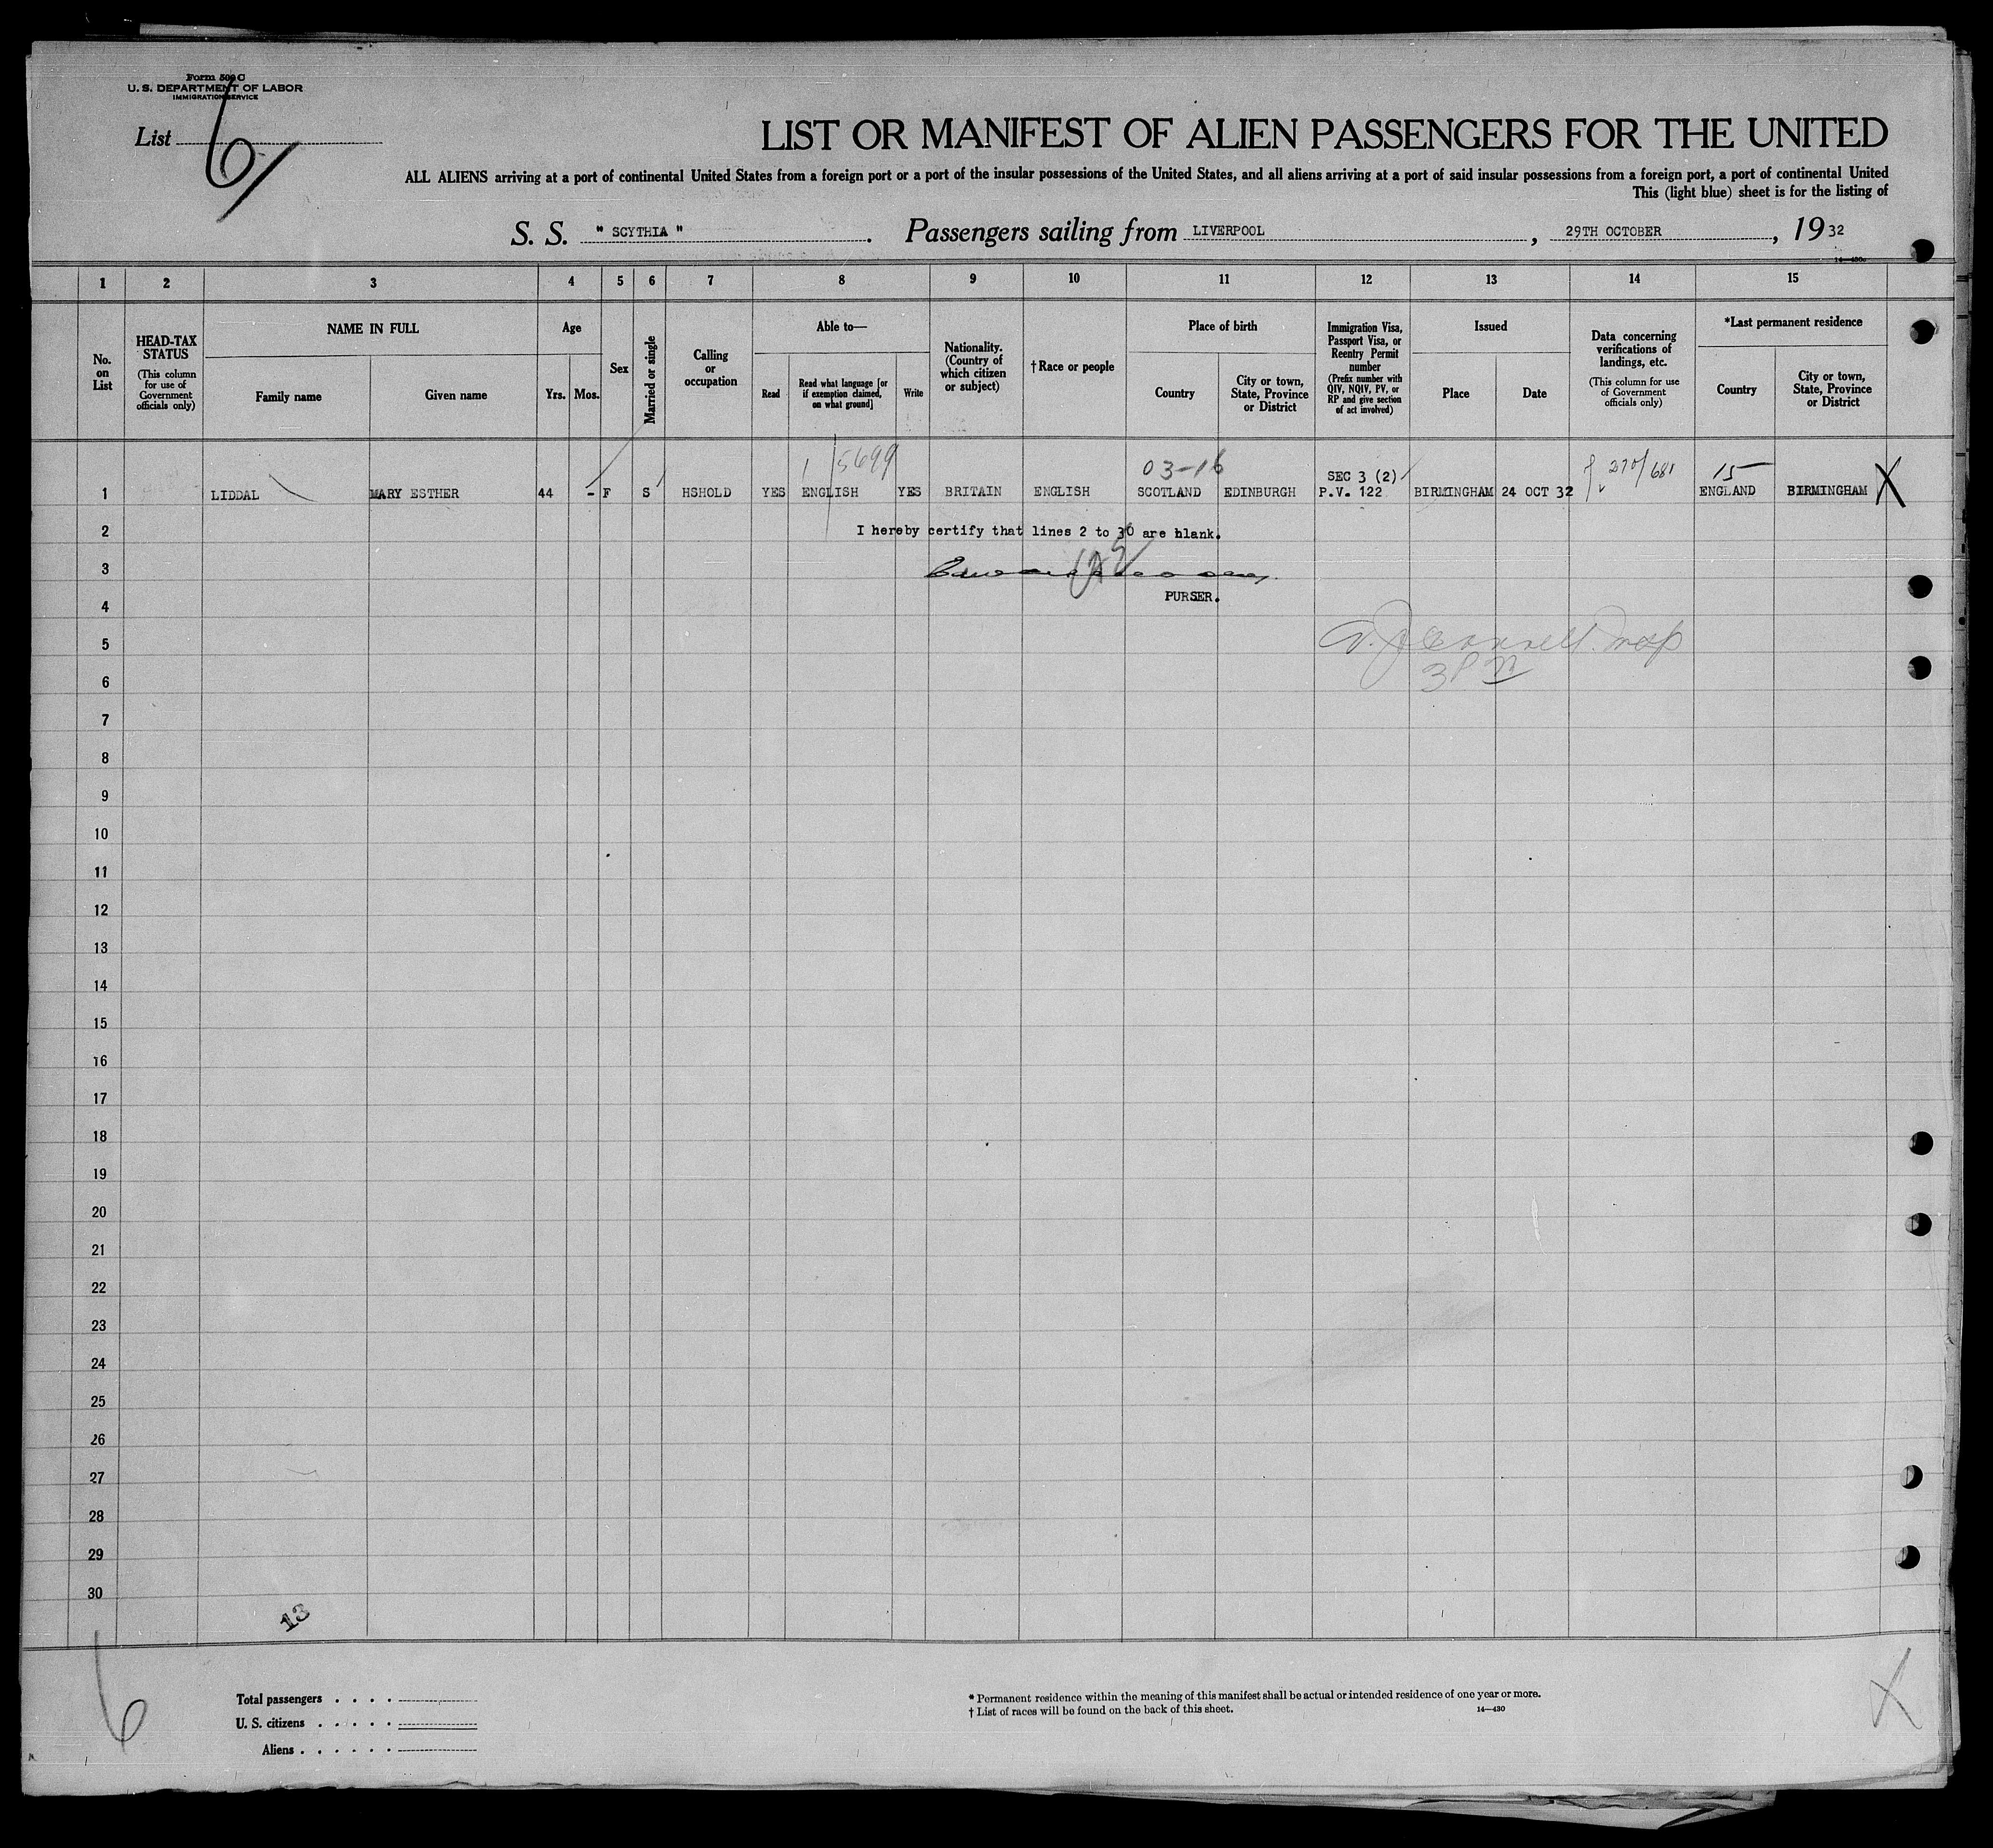 Form 500 C
U. S. DEPARTMENT OF LABOR
IMMIGRATION SERVICE
List 6
LIST OR MANIFEST OF ALIEN PASSENGERS FOR THE UNITED
ALL ALIENS arriving at a port of continental United States from a foreign port or a port of the insular possessions of the United States, and all aliens arriving at a port of said insular possessions from a foreign port, a port of continental United
This (light blue) sheet is for the listing of
S. S. " SCYTHIA " . Passengers sailing from LIVERPOOL , 29TH OCTOBER , 19 32
1 2 3 4 5 6 7 8 9 10 11 12 13 14 15
No. on List
HEAD-TAX STATUS
(This column for use of Government officials only)
NAME IN FULL
Family name
Given name
Age
Yrs.
Mos.
Sex
Married or single
Calling or occupation
Able to—
Read
Read what language [or if exemption claimed, on what ground]
Write
Nationality. (Country of which citizen or subject)
† Race or people
Place of birth
Country
City or town, State, Province or District
Immigration Visa, Passport Visa, or Reentry Permit number
(Prefix number with QIV, NQIV, PV, or RP and give section of act involved)
Issued
Place
Date
Data concerning verifications of landings, etc.
(This column for use of Government officials only)
*Last permanent residence
Country
City or town, State, Province or District
5699 03-16 SEC 3 (2) 270/681 15
1 LIDDAL MARY ESTHER 44 - F S HSHOLD YES ENGLISH YES BRITAIN ENGLISH SCOTLAND EDINBURGH P.V. 122 BIRMINGHAM 24 OCT 32 ENGLAND BIRMINGHAM X
2 I hereby certify that lines 2 to 30 are blank.
3
4 PURSER.
5
6
7
8
9
10
11
12
13
14
15
16
17
18
19
20
21
22
23
24
25
26
27
28
29
30
13
6
X
Total passengers . . . .
U. S. citizens . . . . .
Aliens . . . . . .
* Permanent residence within the meaning of this manifest shall be actual or intended residence of one year or more.
† List of races will be found on the back of this sheet.
14—430